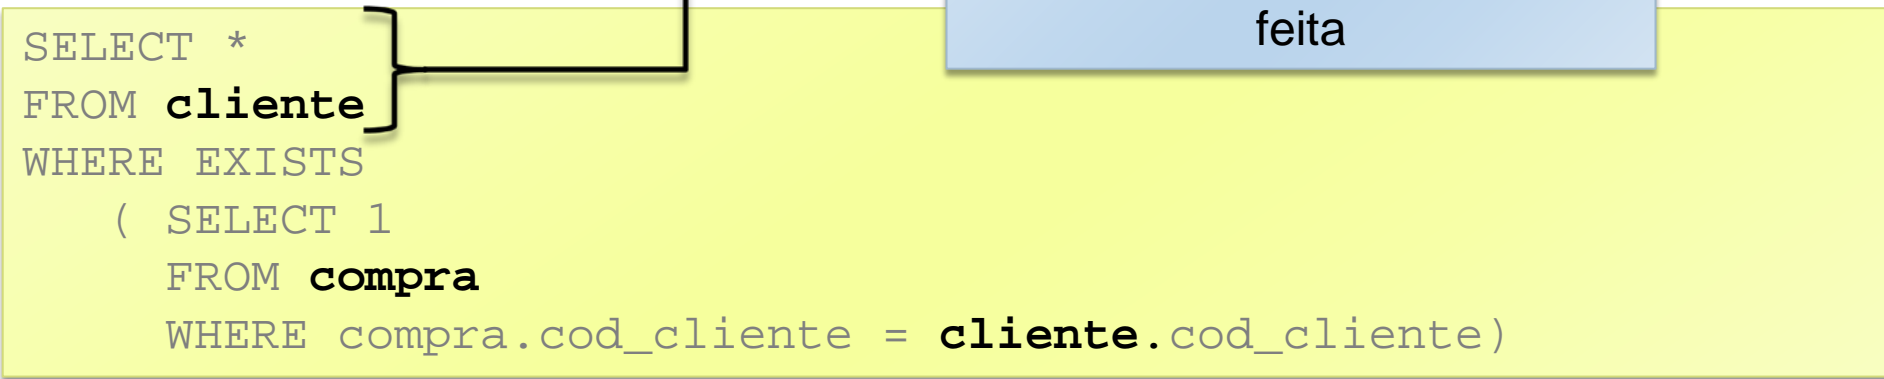 feita
SELECT *
FROM cliente
WHERE EXISTS
( SELECT 1
FROM compra
WHERE compra.cod_cliente = cliente.cod_cliente)